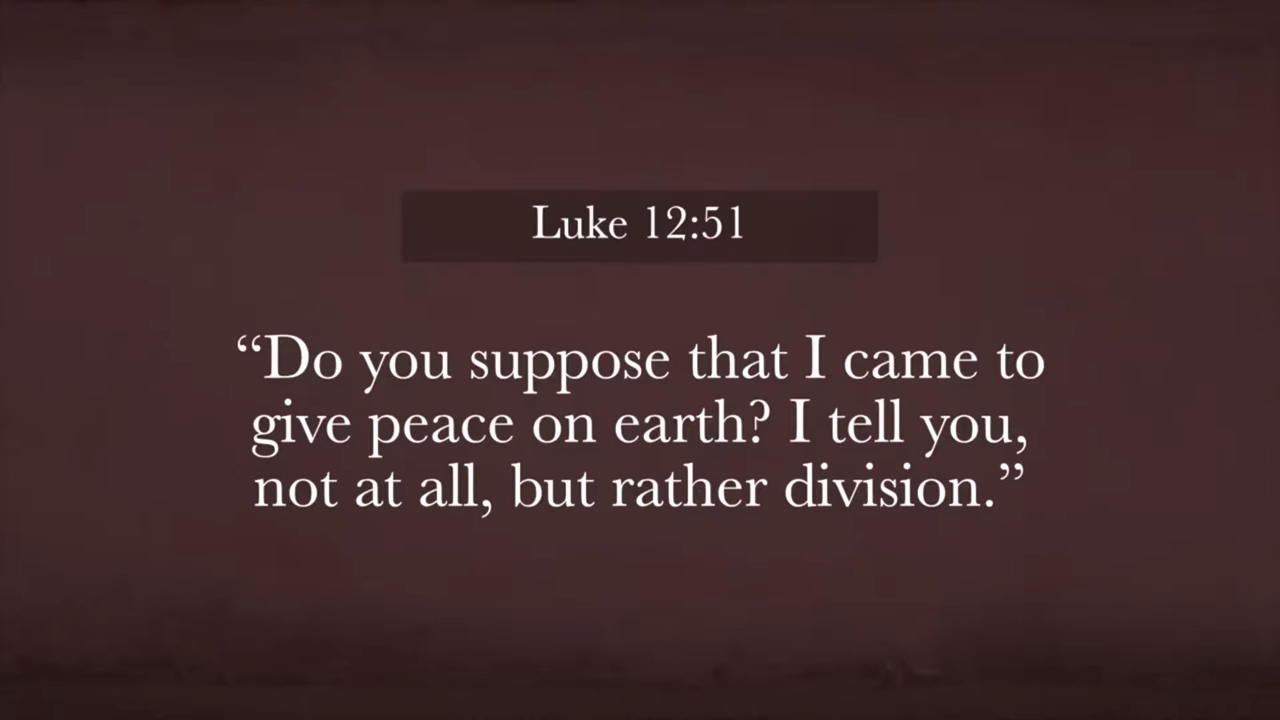 Luke 12:51
“Do you suppose that I came to
give peace on earth? I tell you,
not at all, but rather division.”